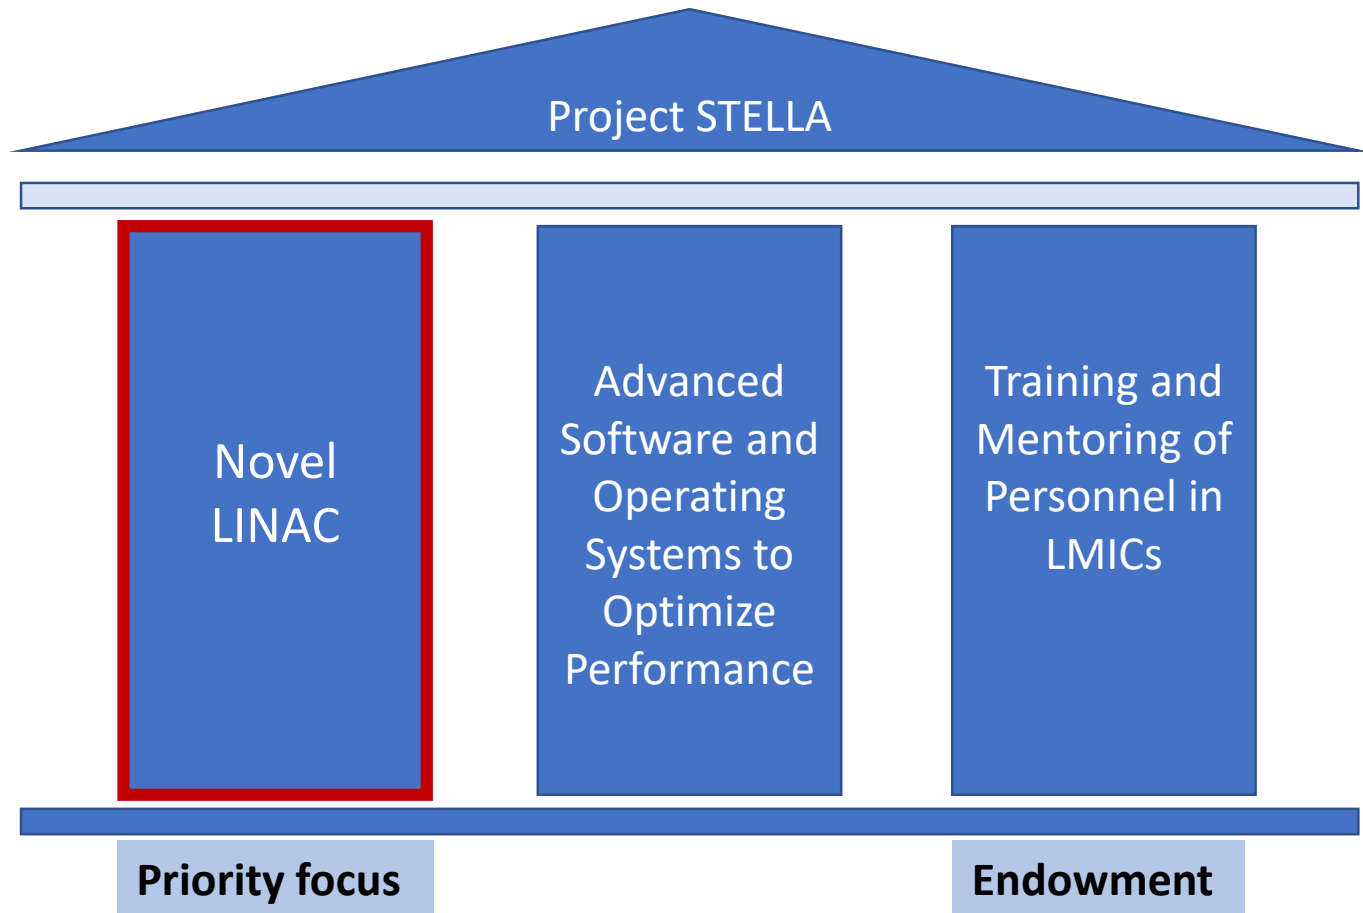 Project STELLA
Novel
LINAC
Advanced
Software and
Operating
Systems to
Optimize
Performance
Training and
Mentoring of
Personnel in
LMICs
Priority focus
Endowment